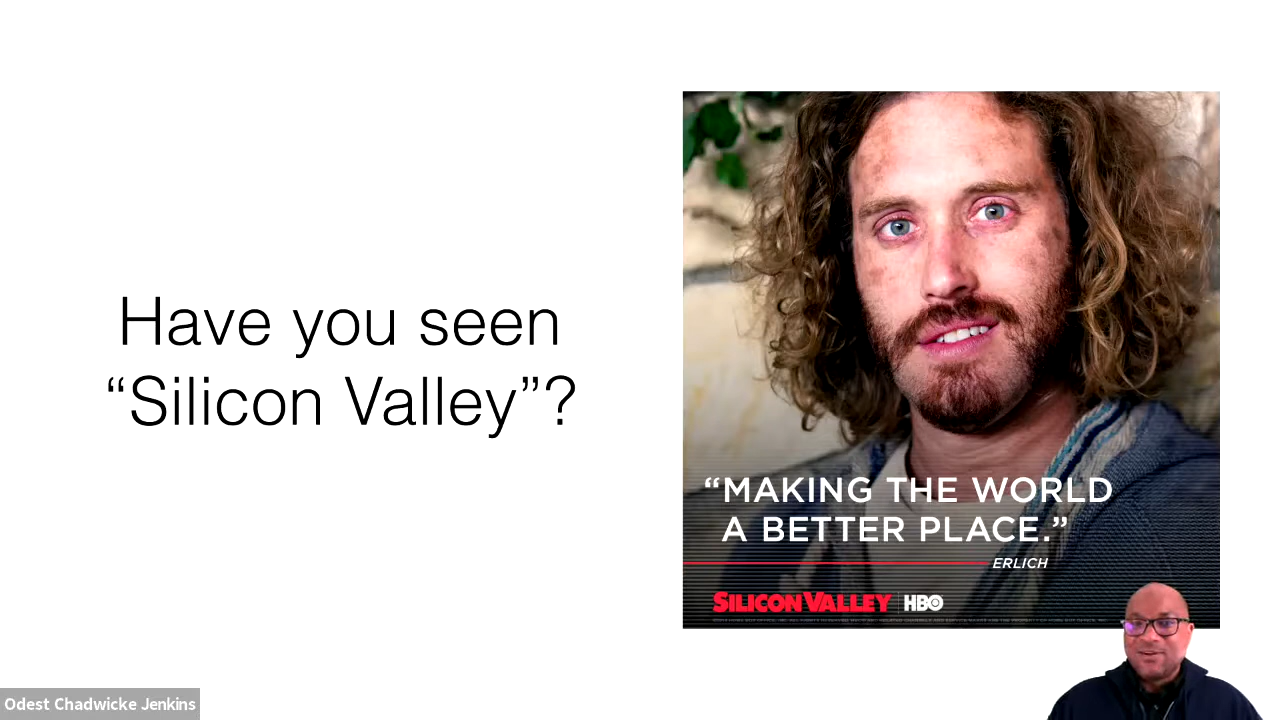 Have you seen
“Silicon Valley”?
“MAKING THE WORLD
A BETTER PLACE.”
ERLICH
SILICON VALLEY HBO
Odest Chadwicke Jenkins